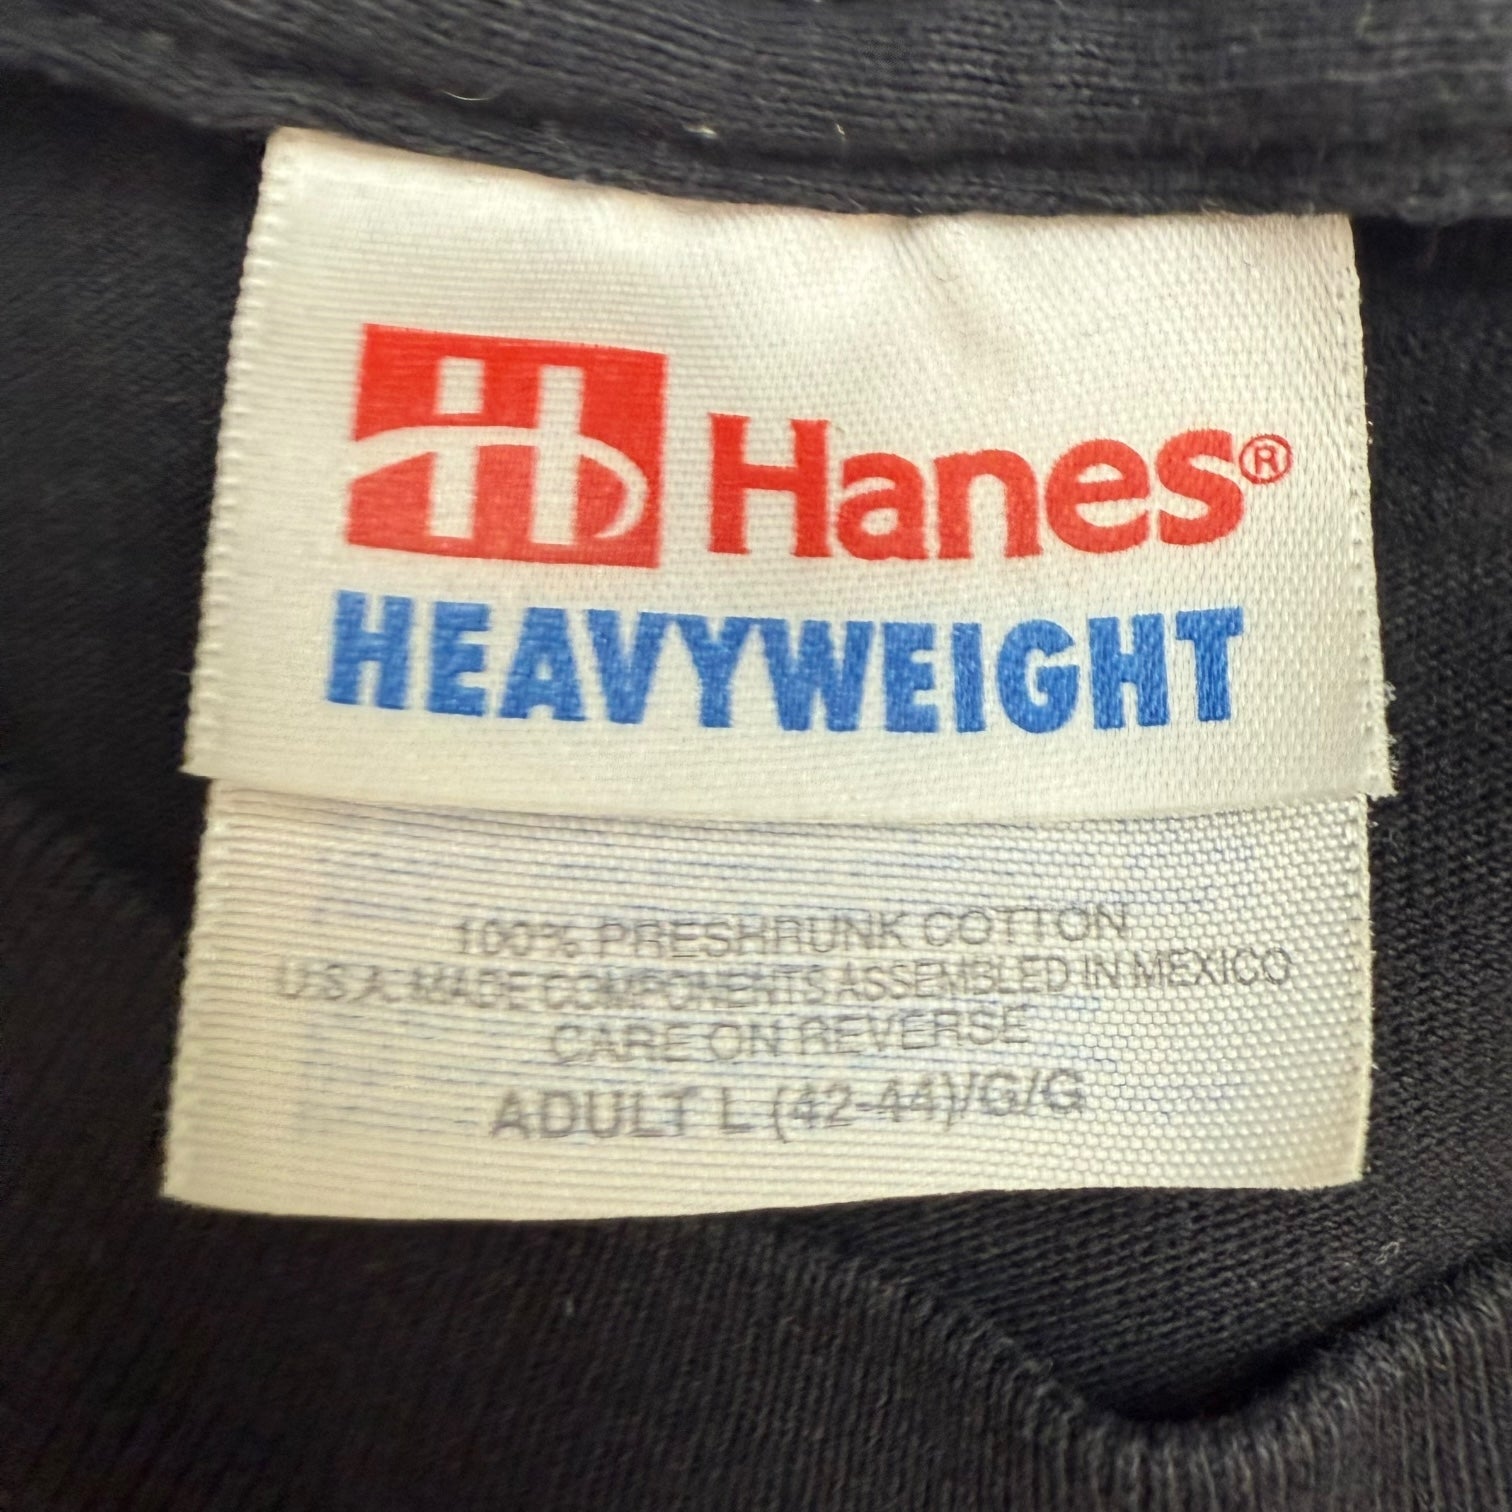 H Hanes®
HEAVYWEIGHT
100% PRESHRUNK COTTON
U.S.A. MADE COMPONENTS ASSEMBLED IN MEXICO
CARE ON REVERSE
ADULT L (42-44)/G/G